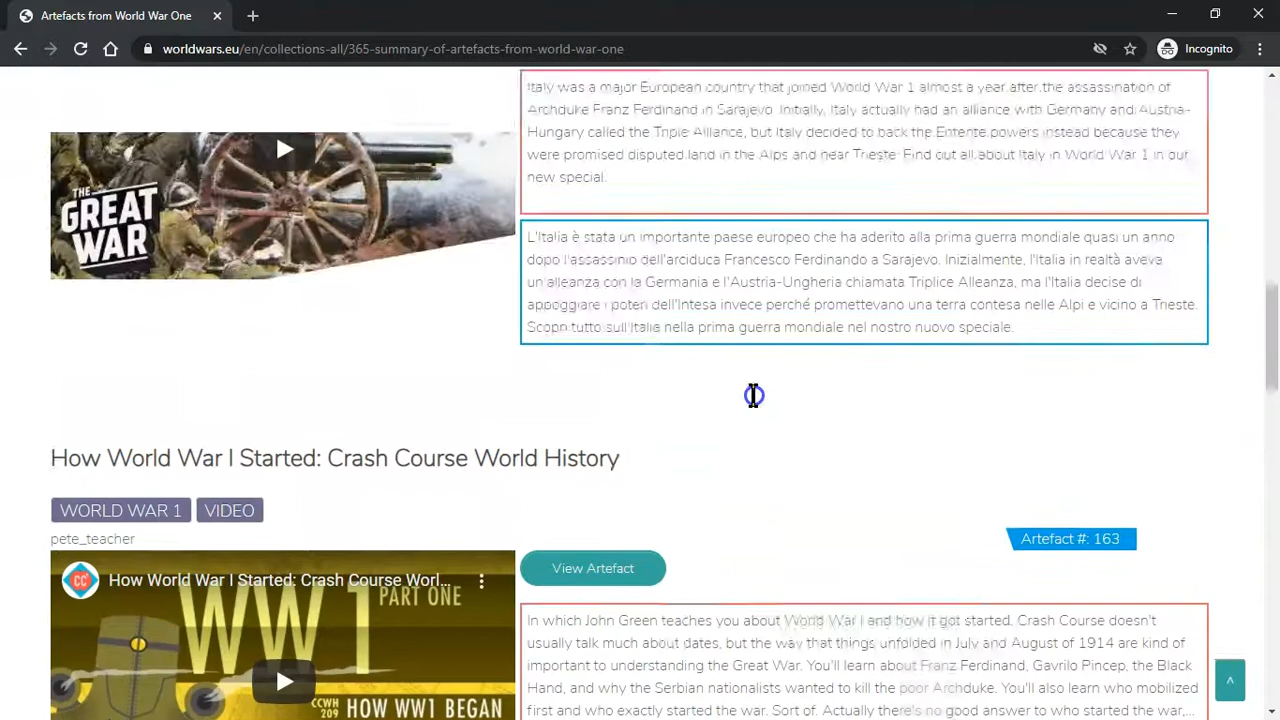 Artefacts from World War One
worldwars.eu/en/collections-all/365-summary-of-artefacts-from-world-war-one
Incognito
Italy was a major European country that joined World War 1 almost a year after the assassination of
Archduke Franz Ferdinand in Sarajevo. Initially, Italy actually had an alliance with Germany and Austria-
Hungary called the Triple Alliance, but Italy decided to back the Entente powers instead because they
were promised disputed land in the Alps and near Trieste. Find out all about Italy in World War 1 in our
new special.
THE
GREAT
WAR
L'Italia è stata un importante paese europeo che ha aderito alla prima guerra mondiale quasi un anno
dopo l'assassinio dell'arciduca Francesco Ferdinando a Sarajevo. Inizialmente, l'Italia in realtà aveva
un'alleanza con la Germania e l'Austria-Ungheria chiamata Triplice Alleanza, ma l'Italia decise di
appoggiare i poteri dell'Intesa invece perché promettevano una terra contesa nelle Alpi e vicino a Trieste.
Scopri tutto sull'Italia nella prima guerra mondiale nel nostro nuovo speciale.
How World War I Started: Crash Course World History
WORLD WAR 1 VIDEO
pete_teacher
Artefact #: 163
View Artefact
CC
How World War I Started: Crash Course Worl...
WW1
PART ONE
CCWH
209
HOW WW1 BEGAN
In which John Green teaches you about World War I and how it got started. Crash Course doesn't
usually talk much about dates, but the way that things unfolded in July and August of 1914 are kind of
important to understanding the Great War. You'll learn about Franz Ferdinand, Gavrilo Pincep, the Black
Hand, and why the Serbian nationalists wanted to kill the poor Archduke. You'll also learn who mobilized
first and who exactly started the war. Sort of. Actually there's no good answer to who started the war,...